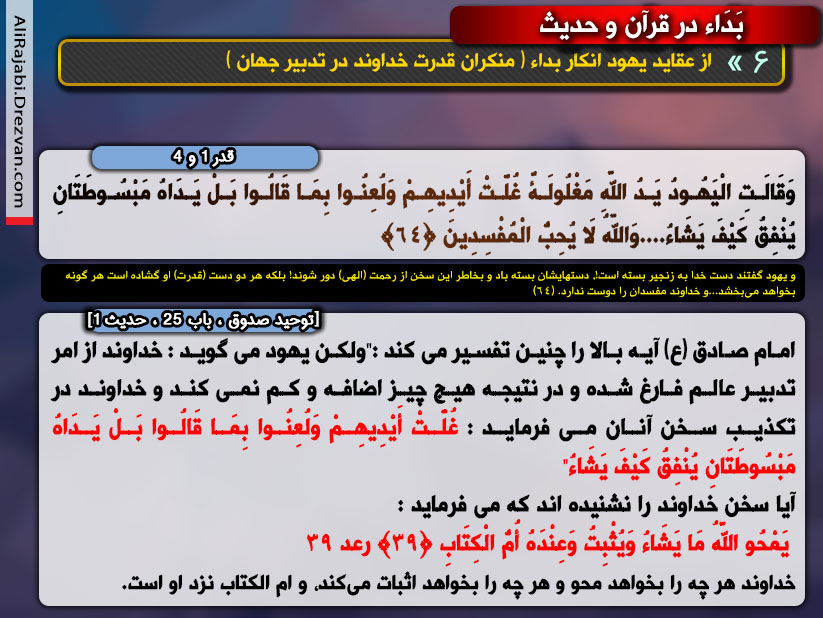 بَدَاء در قرآن و حدیث
۶ » از عقاید یهود انکار بداء ( منکران قدرت خداوند در تدبیر جهان )
AliRajabi.Drezvan.com
قدر 1 و 4
وَقَالَتِ الْیَهُودُ یَدُ اللَّهِ مَغْلُولَةٌ غُلَّتْ أَیْدِیهِمْ وَلُعِنُوا بِمَا قَالُوا بَلْ یَدَاهُ مَبْسُوطَتَانِ
یُنْفِقُ کَیْفَ یَشَاءُ....وَاللَّهُ لَا یُحِبُّ الْمُفْسِدِینَ ﴿٦٤﴾
و یهود گفتند دست خدا به زنجیر بسته است!، دستهایشان بسته باد و بخاطر این سخن از رحمت (الهی) دور شوند! بلکه هر دو دست (قدرت) او گشاده است هر گونه
بخواهد می‌بخشد...و خداوند مفسدان را دوست ندارد. (٦٤)
[توحید صدوق ، باب 25 ، حدیث 1]
امام صادق (ع) آیه بالا را چنین تفسیر می کند :"ولکن یهود می گوید : خداوند از امر
تدبیر عالم فارغ شده و در نتیجه هیچ چیز اضافه و کم نمی کند و خداوند در
تکذیب سخن آنان می فرماید : غُلَّتْ أَیْدِیهِمْ وَلُعِنُوا بِمَا قَالُوا بَلْ یَدَاهُ
مَبْسُوطَتَانِ یُنْفِقُ کَیْفَ یَشَاءُ"
آیا سخن خداوند را نشنیده اند که می فرماید :
یَمْحُو اللَّهُ مَا یَشَاءُ وَیُثْبِتُ وَعِنْدَهُ أُمُّ الْکِتَابِ ﴿۳۹﴾ رعد ۳۹
خداوند هر چه را بخواهد محو و هر چه را بخواهد اثبات می‌کند، و ام الکتاب نزد او است.